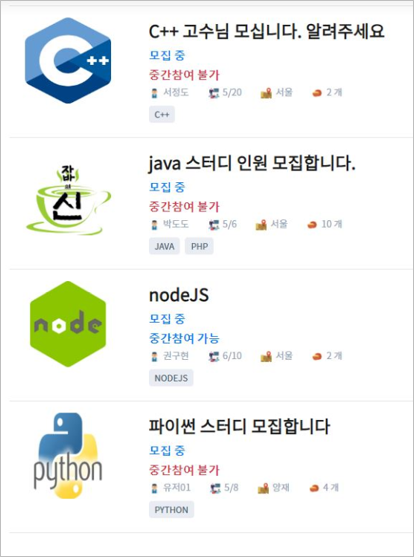 C++
C++ 고수님 모십니다. 알려주세요
모집 중
중간참여 불가
서정도 5/20 서울 2 개
C++
자바의
신
java 스터디 인원 모집합니다.
모집 중
중간참여 불가
박도도 5/6 서울 10 개
JAVA PHP
node
nodeJS
모집 중
중간참여 가능
권구현 6/10 서울 2 개
NODEJS
python
파이썬 스터디 모집합니다
모집 중
중간참여 불가
유저01 5/8 양재 4 개
PYTHON